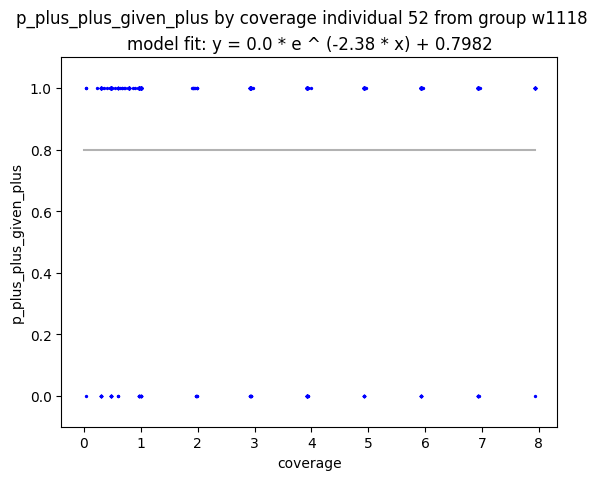 p_plus_plus_given_plus by coverage individual 52 from group w1118
model fit: y = 0.0 * e ^ (-2.38 * x) + 0.7982
1.0
0.8
0.6
0.4
0.2
0.0
p_plus_plus_given_plus
0 1 2 3 4 5 6 7 8
coverage